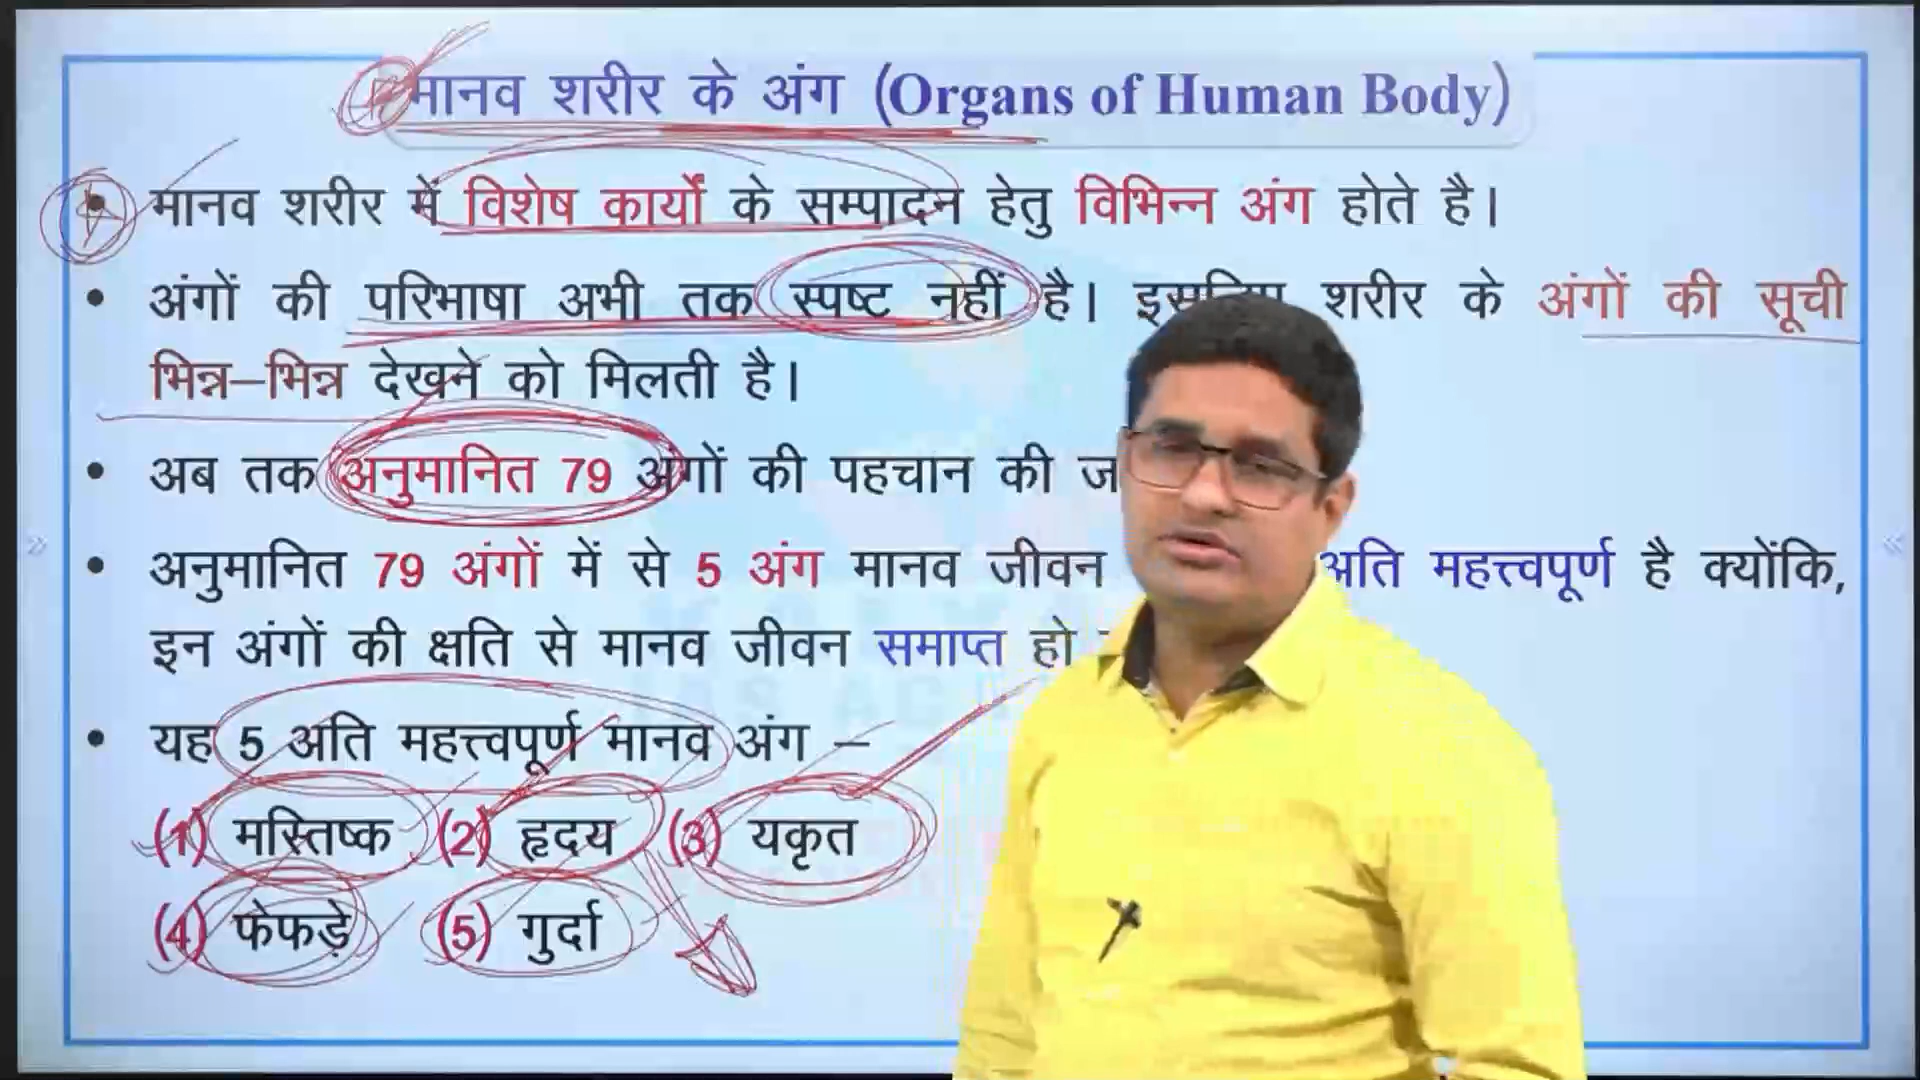 मानव शरीर के अंग (Organs of Human Body)
• मानव शरीर में विशेष कार्यों के सम्पादन हेतु विभिन्न अंग होते है।
• अंगों की परिभाषा अभी तक स्पष्ट नहीं है। शरीर के अंगों की सूची
भिन्न–भिन्न देखने को मिलती है।
• अब तक अनुमानित 79 अंगों की पहचान की
• अनुमानित 79 अंगों में से 5 अंग मानव जीवन अति महत्त्वपूर्ण है क्योंकि,
इन अंगों की क्षति से मानव जीवन समाप्त हो
• यह 5 अति महत्त्वपूर्ण मानव अंग –
(1) मस्तिष्क (2) हृदय (3) यकृत
(4) फेफड़े (5) गुर्दा